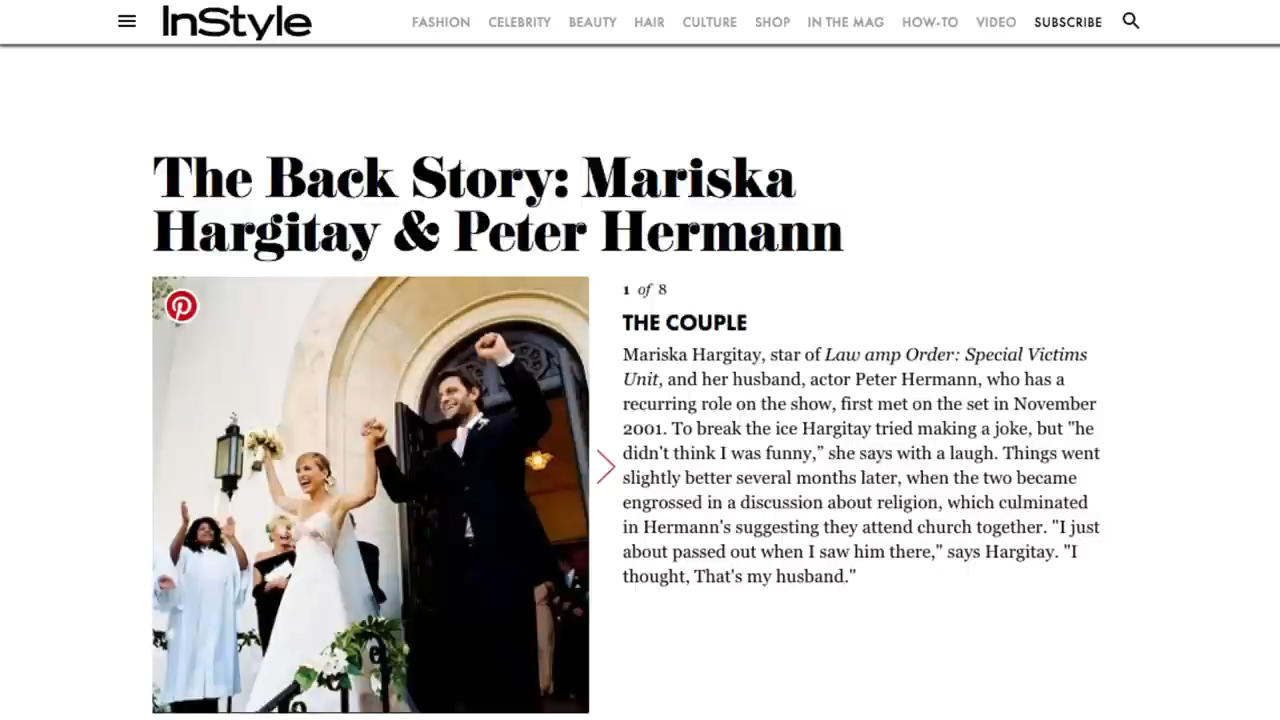 InStyle
FASHION CELEBRITY BEAUTY HAIR CULTURE SHOP IN THE MAG HOW-TO VIDEO SUBSCRIBE
The Back Story: Mariska
Hargitay & Peter Hermann
1 of 8
THE COUPLE
Mariska Hargitay, star of Law amp Order: Special Victims
Unit, and her husband, actor Peter Hermann, who has a
recurring role on the show, first met on the set in November
2001. To break the ice Hargitay tried making a joke, but "he
didn't think I was funny,” she says with a laugh. Things went
slightly better several months later, when the two became
engrossed in a discussion about religion, which culminated
in Hermann's suggesting they attend church together. "I just
about passed out when I saw him there," says Hargitay. "I
thought, That's my husband."